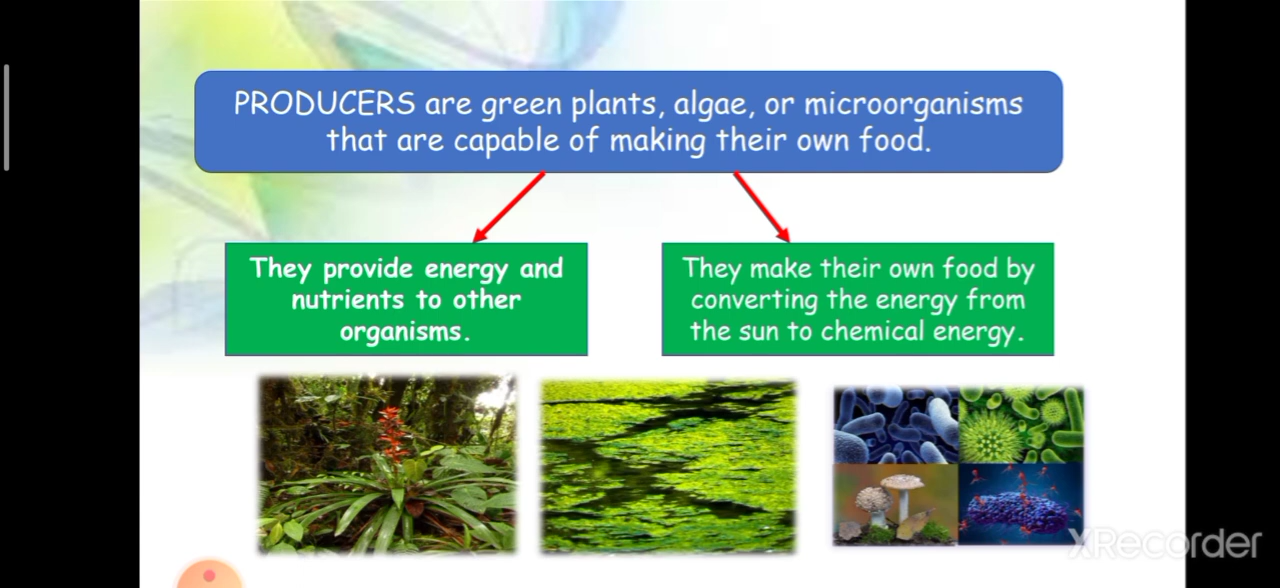 PRODUCERS are green plants, algae, or microorganisms
that are capable of making their own food.
They provide energy and
nutrients to other
organisms.
They make their own food by
converting the energy from
the sun to chemical energy.
XRecorder